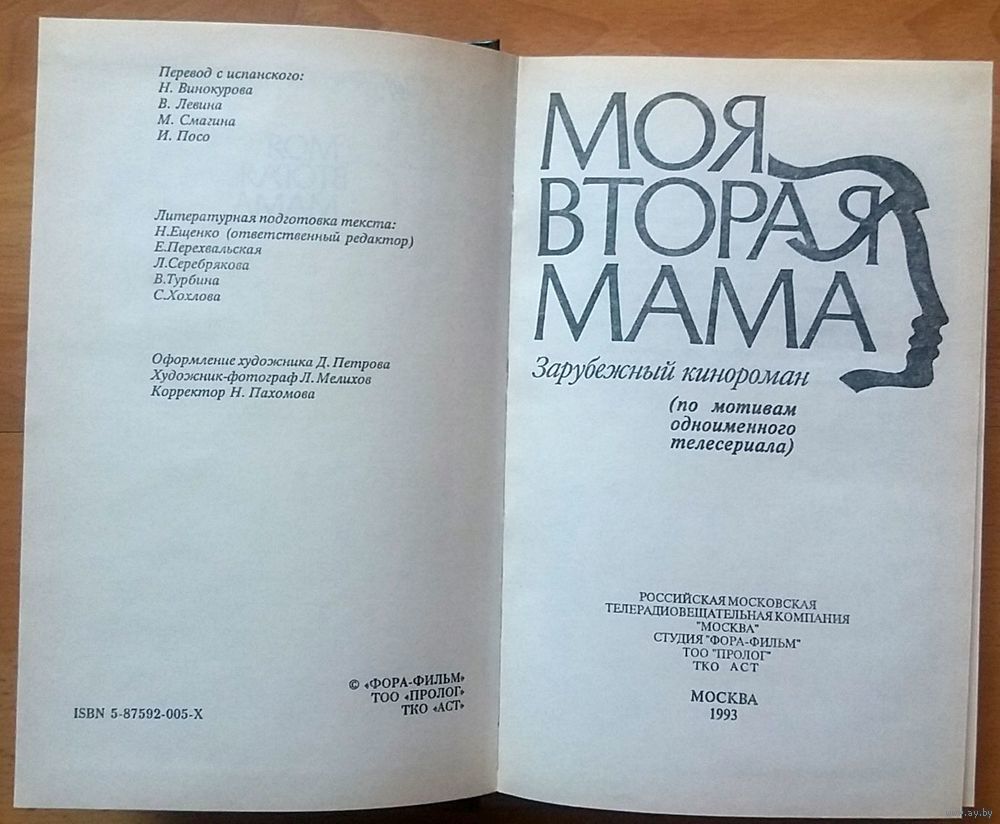 Перевод с испанского:
Н. Винокурова
В. Левина
М. Смагина
И. Посо
Литературная подготовка текста:
Н.Ещенко (ответственный редактор)
Е.Перехвальская
Л.Серебрякова
В.Турбина
С.Хохлова
Оформление художника Д. Петрова
Художник-фотограф Л. Мелихов
Корректор Н. Пахомова
© «ФОРА-ФИЛЬМ»
ТОО «ПРОЛОГ»
ТКО «АСТ»
ISBN 5-87592-005-X
МОЯ
ВТОРАЯ
МАМА
Зарубежный кинороман
(по мотивам
одноименного
телесериала)
РОССИЙСКАЯ МОСКОВСКАЯ
ТЕЛЕРАДИОВЕЩАТЕЛЬНАЯ КОМПАНИЯ
"МОСКВА"
СТУДИЯ "ФОРА-ФИЛЬМ"
ТОО "ПРОЛОГ"
ТКО АСТ
МОСКВА
1993
www.ay.by